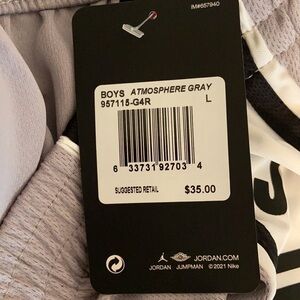 IM#657940
BOYS ATMOSPHERE GRAY
957115-G4R L
6 33731 92703 4
SUGGESTED RETAIL $35.00
JORDAN.COM
JORDAN JUMPMAN © 2021 Nike